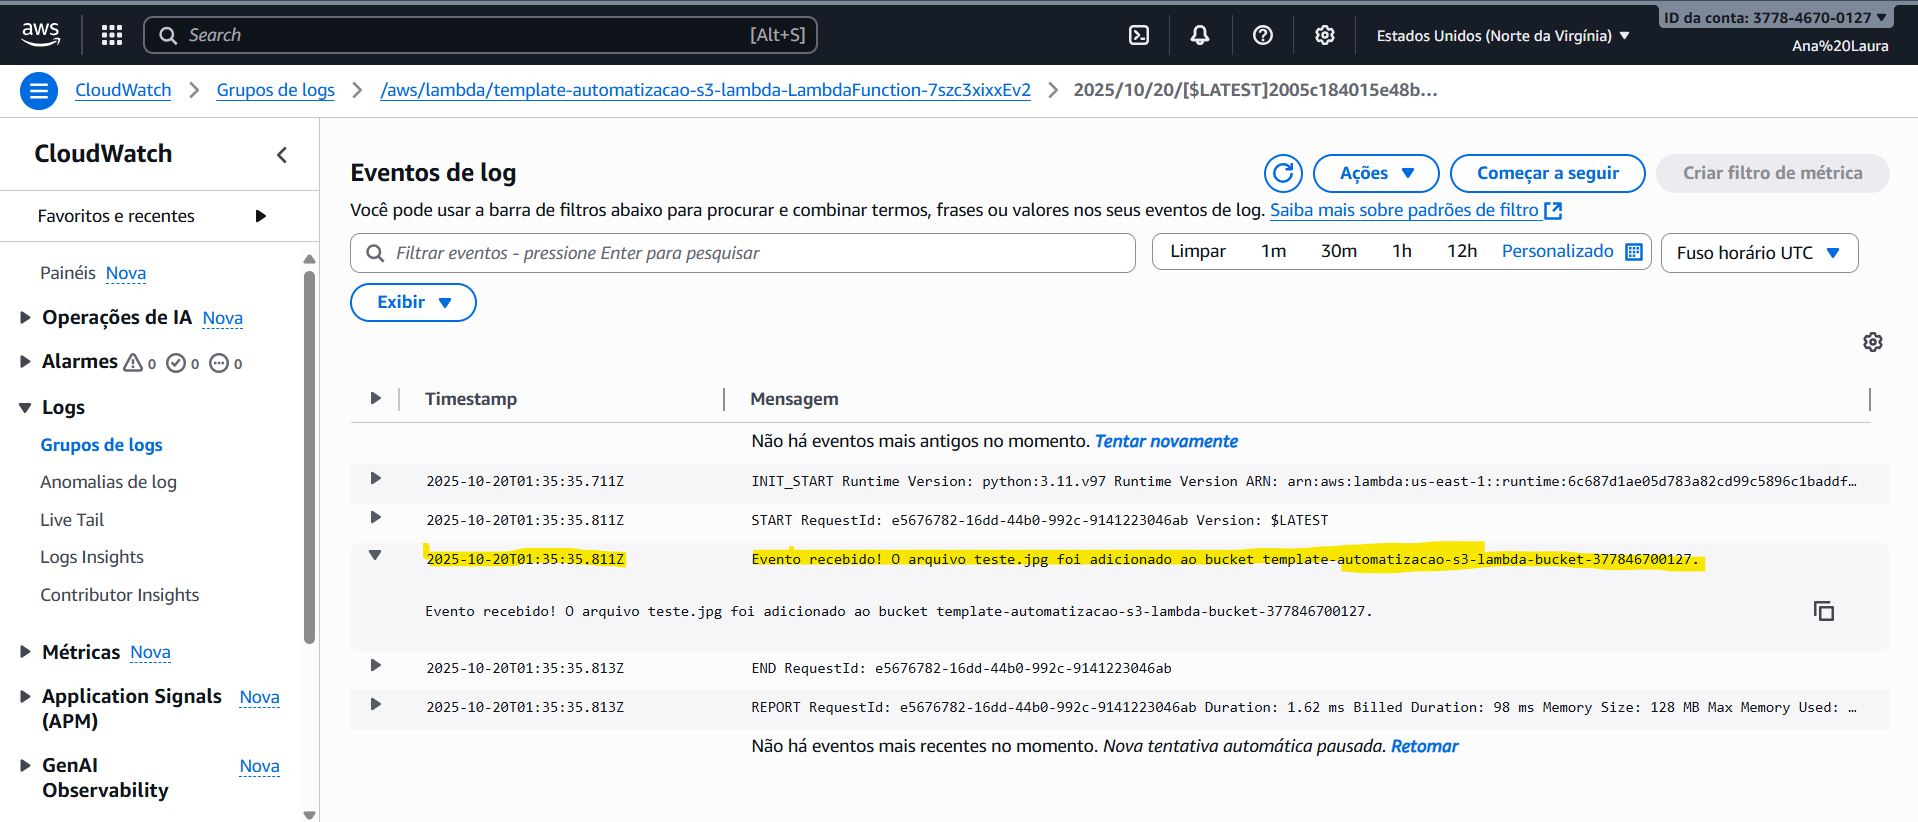 aws
Search [Alt+S]
Estados Unidos (Norte da Virgínia)
ID da conta: 3778-4670-0127
Ana%20Laura
CloudWatch
Grupos de logs
/aws/lambda/template-automatizacao-s3-lambda-LambdaFunction-7szc3xixxEv2
2025/10/20/[$LATEST]2005c184015e48b...
CloudWatch
Favoritos e recentes
Painéis Nova
Operações de IA Nova
Alarmes 0 0 0
Logs
Grupos de logs
Anomalias de log
Live Tail
Logs Insights
Contributor Insights
Métricas Nova
Application Signals Nova
(APM)
GenAI Nova
Observability
Eventos de log
Ações
Começar a seguir
Criar filtro de métrica
Você pode usar a barra de filtros abaixo para procurar e combinar termos, frases ou valores nos seus eventos de log. Saiba mais sobre padrões de filtro
Filtrar eventos - pressione Enter para pesquisar
Limpar 1m 30m 1h 12h Personalizado
Fuso horário UTC
Exibir
Timestamp Mensagem
Não há eventos mais antigos no momento. Tentar novamente
2025-10-20T01:35:35.711Z INIT_START Runtime Version: python:3.11.v97 Runtime Version ARN: arn:aws:lambda:us-east-1::runtime:6c687d1ae05d783a82cd99c5896c1baddf…
2025-10-20T01:35:35.811Z START RequestId: e5676782-16dd-44b0-992c-9141223046ab Version: $LATEST
2025-10-20T01:35:35.811Z Evento recebido! O arquivo teste.jpg foi adicionado ao bucket template-automatizacao-s3-lambda-bucket-377846700127.
Evento recebido! O arquivo teste.jpg foi adicionado ao bucket template-automatizacao-s3-lambda-bucket-377846700127.
2025-10-20T01:35:35.813Z END RequestId: e5676782-16dd-44b0-992c-9141223046ab
2025-10-20T01:35:35.813Z REPORT RequestId: e5676782-16dd-44b0-992c-9141223046ab Duration: 1.62 ms Billed Duration: 98 ms Memory Size: 128 MB Max Memory Used: …
Não há eventos mais recentes no momento. Nova tentativa automática pausada. Retomar